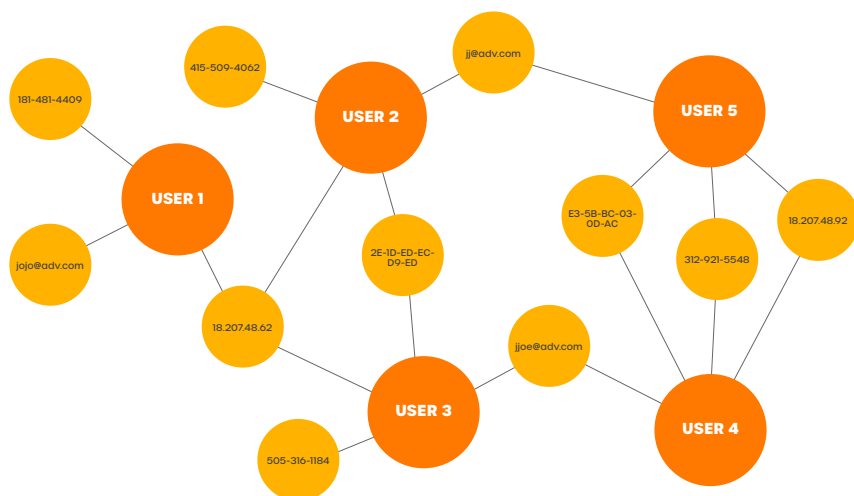 jj@adv.com
415-509-4062
181-481-4409
USER 2
USER 5
USER 1
E3-5B-BC-03-
0D-AC
18.207.48.92
2E-1D-ED-EC-
D9-ED
312-921-5548
jojo@adv.com
18.207.48.62
jjoe@adv.com
USER 3
USER 4
505-316-1184